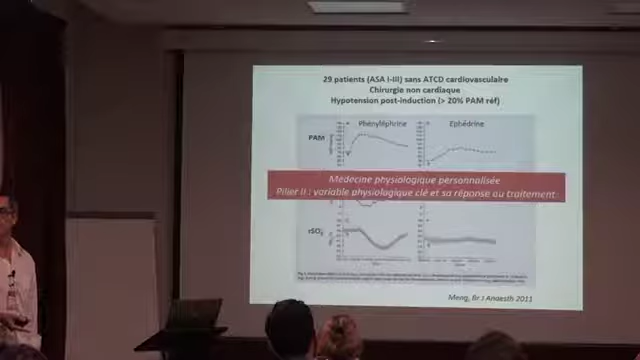 29 patients (ASA I-III) sans ATCD cardiovasculaire
Chirurgie non cardiaque
Hypotension post-induction (> 20% PAM réf)
Phényléphrine
Ephédrine
PAM
Médecine physiologique personnalisée
Pilier II : variable physiologique clé et sa réponse au traitement
rSO₂
Meng, Br J Anaesth 2011